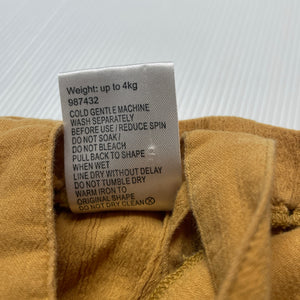 Weight: up to 4kg
987432
COLD GENTLE MACHINE
WASH SEPARATELY
BEFORE USE / REDUCE SPIN
DO NOT SOAK /
DO NOT BLEACH
PULL BACK TO SHAPE
WHEN WET
LINE DRY WITHOUT DELAY
DO NOT TUMBLE DRY
WARM IRON TO
ORIGINAL SHAPE
DO NOT DRY CLEAN